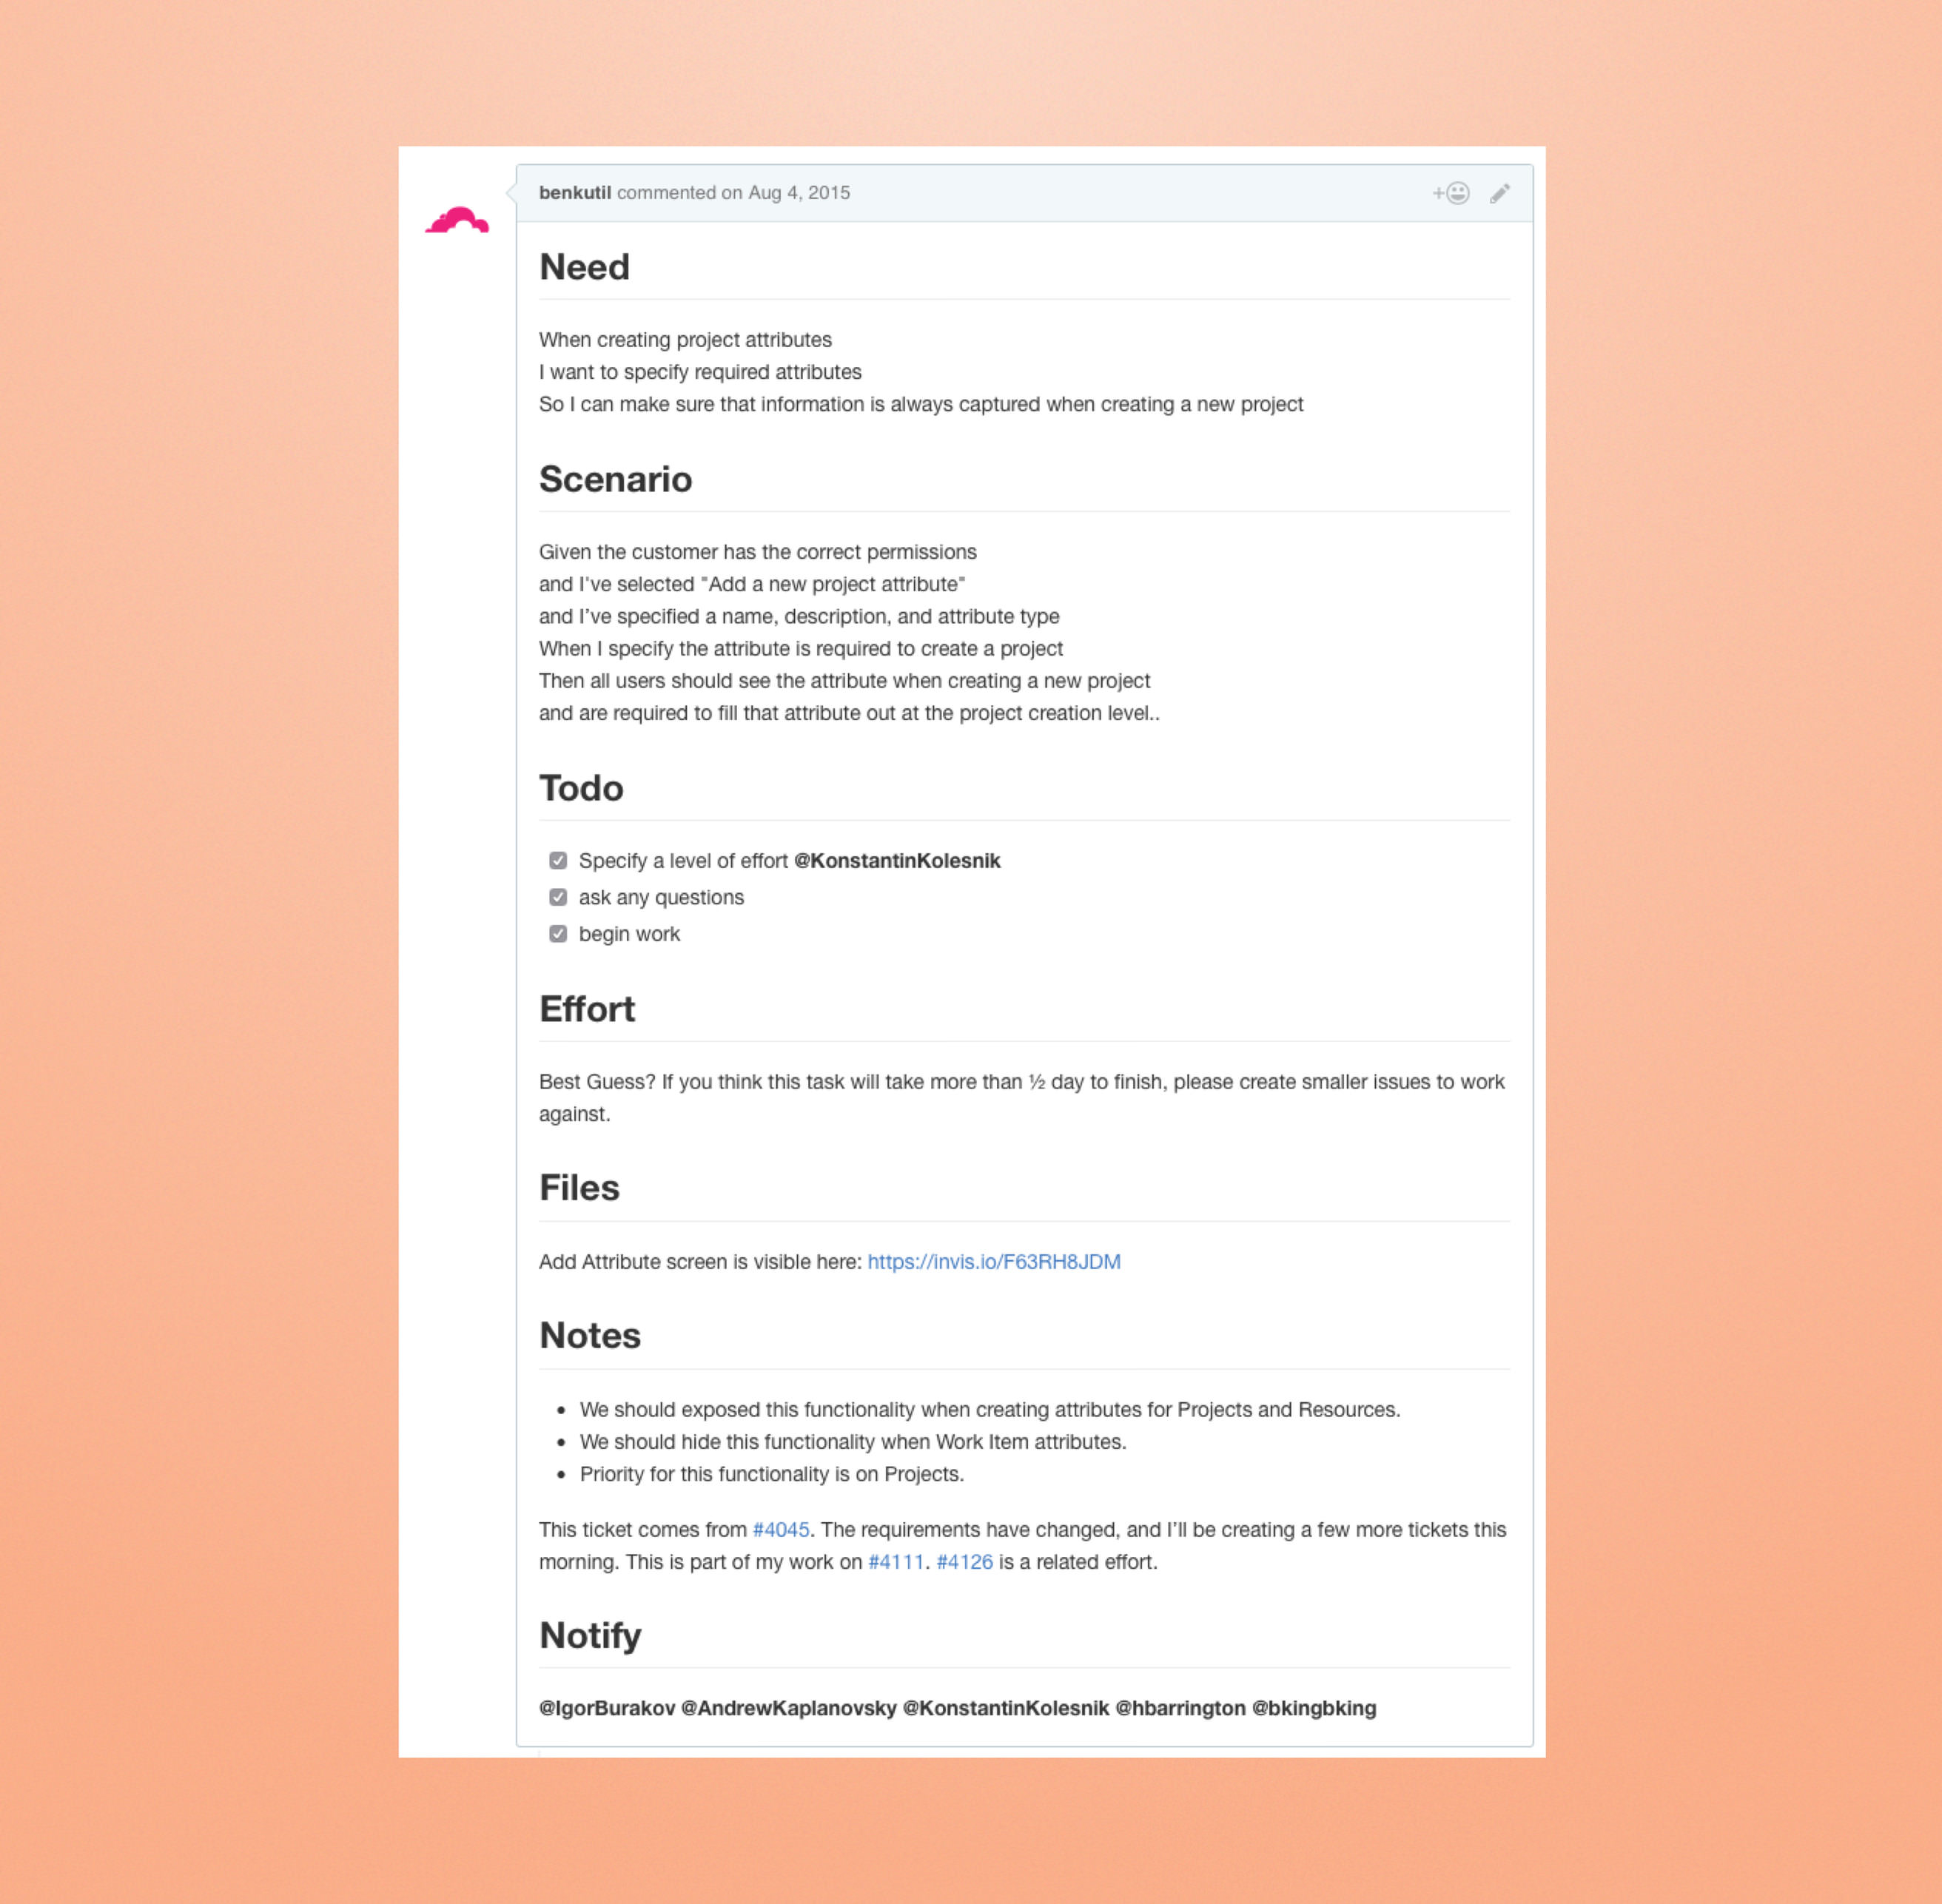 benkutil commented on Aug 4, 2015
Need
When creating project attributes
I want to specify required attributes
So I can make sure that information is always captured when creating a new project
Scenario
Given the customer has the correct permissions
and I've selected "Add a new project attribute"
and I’ve specified a name, description, and attribute type
When I specify the attribute is required to create a project
Then all users should see the attribute when creating a new project
and are required to fill that attribute out at the project creation level..
Todo
Specify a level of effort @KonstantinKolesnik
ask any questions
begin work
Effort
Best Guess? If you think this task will take more than ½ day to finish, please create smaller issues to work
against.
Files
Add Attribute screen is visible here: https://invis.io/F63RH8JDM
Notes
• We should exposed this functionality when creating attributes for Projects and Resources.
• We should hide this functionality when Work Item attributes.
• Priority for this functionality is on Projects.
This ticket comes from #4045. The requirements have changed, and I’ll be creating a few more tickets this
morning. This is part of my work on #4111. #4126 is a related effort.
Notify
@IgorBurakov @AndrewKaplanovsky @KonstantinKolesnik @hbarrington @bkingbking